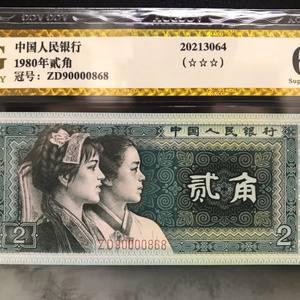 中国人民银行
20213064
1980年贰角
(☆☆☆)
冠号: ZD90000868
中国人民银行
贰角
ZD90000868
2
2